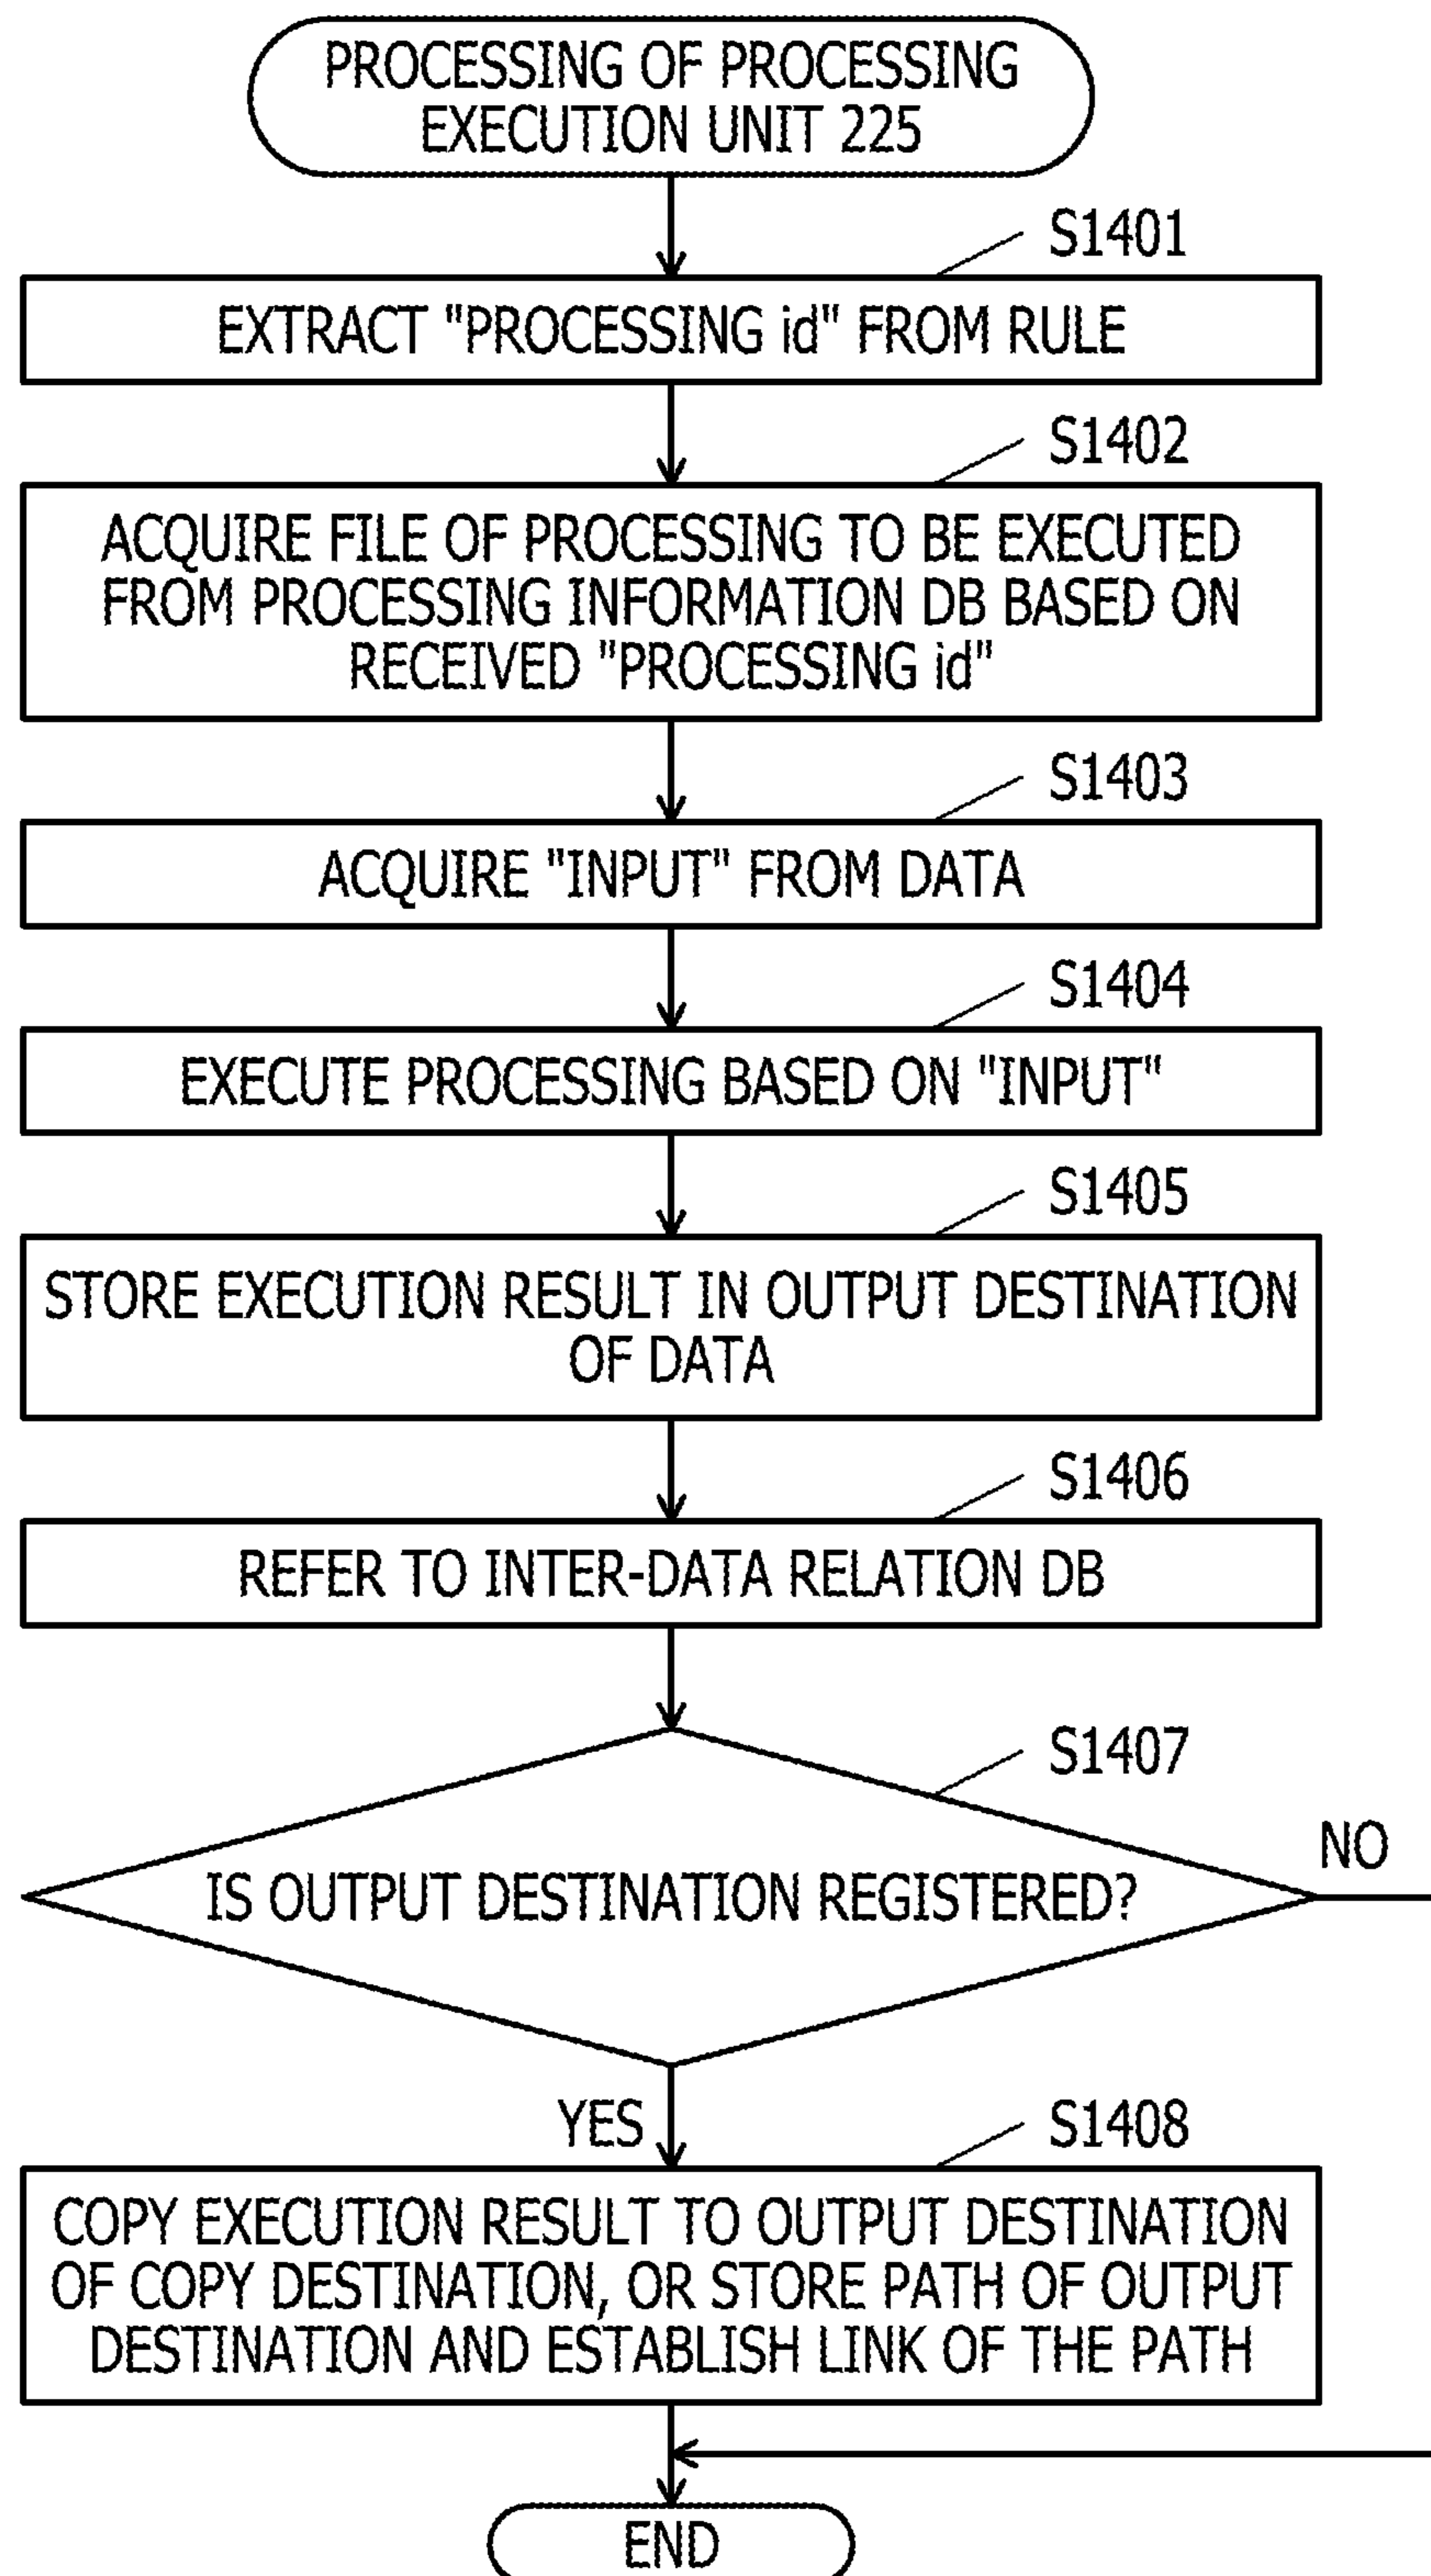 PROCESSING OF PROCESSING
EXECUTION UNIT 225
S1401
EXTRACT "PROCESSING id" FROM RULE
S1402
ACQUIRE FILE OF PROCESSING TO BE EXECUTED
FROM PROCESSING INFORMATION DB BASED ON
RECEIVED "PROCESSING id"
S1403
ACQUIRE "INPUT" FROM DATA
S1404
EXECUTE PROCESSING BASED ON "INPUT"
S1405
STORE EXECUTION RESULT IN OUTPUT DESTINATION
OF DATA
S1406
REFER TO INTER-DATA RELATION DB
S1407
NO
IS OUTPUT DESTINATION REGISTERED?
YES
S1408
COPY EXECUTION RESULT TO OUTPUT DESTINATION
OF COPY DESTINATION, OR STORE PATH OF OUTPUT
DESTINATION AND ESTABLISH LINK OF THE PATH
END